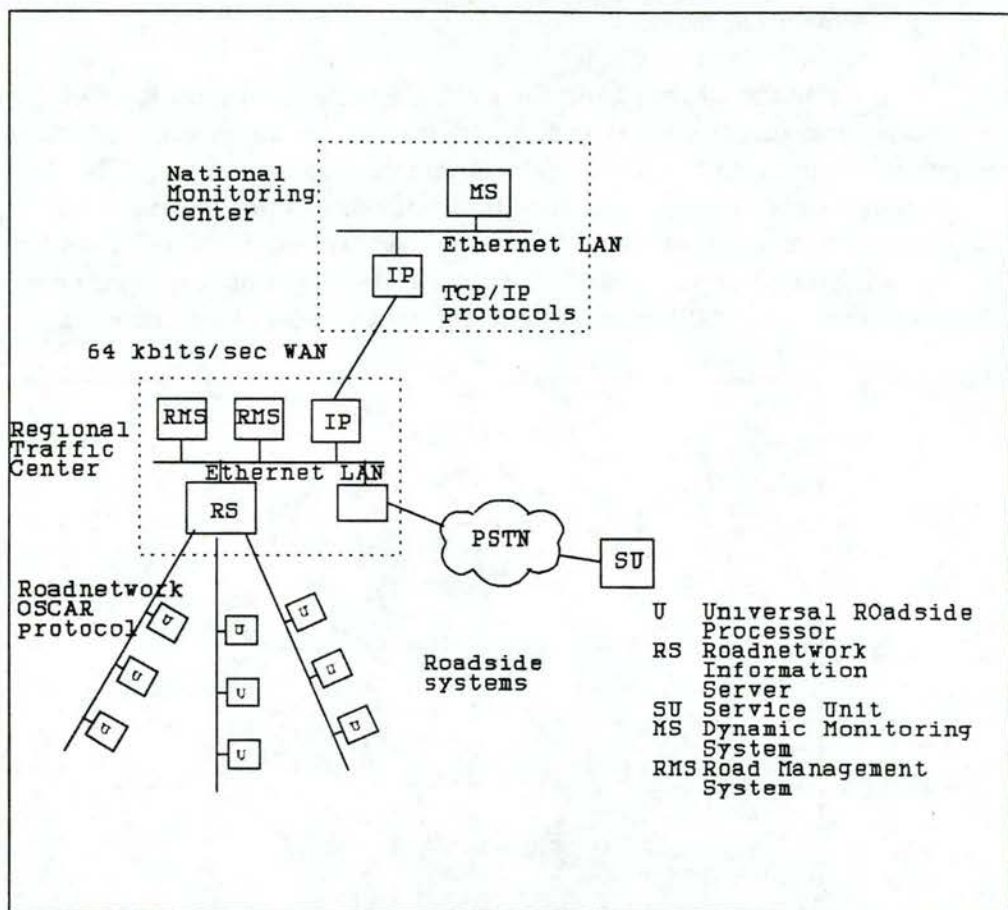 National
Monitoring
Center
MS
Ethernet LAN
IP
TCP/IP
protocols
64 kbits/sec WAN
RMS
RMS
IP
Regional
Traffic
Center
Ethernet LAN
RS
PSTN
SU
Roadnetwork
OSCAR
protocol
U
U
U
U
U
U
U
U
U
Roadside
systems
U Universal ROadside
Processor
RS Roadnetwork
Information
Server
SU Service Unit
MS Dynamic Monitoring
System
RMS Road Management
System